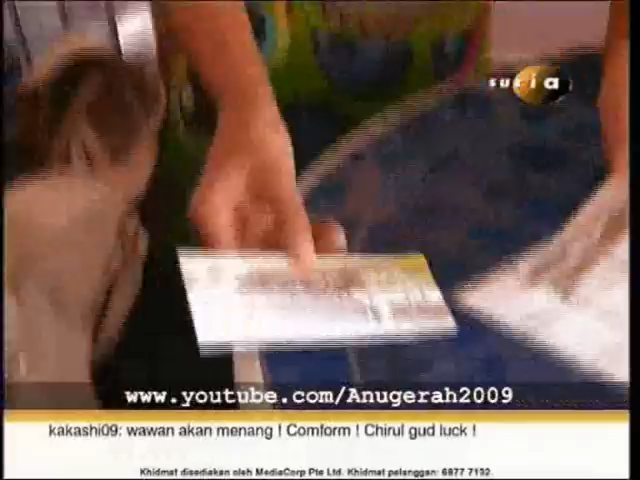 suria
www.youtube.com/Anugerah2009
kakashi09: wawan akan menang ! Comform ! Chirul gud luck !
Khidmat disediakan oleh MediaCorp Pte Ltd. Khidmat pelanggan: 6877 7132.